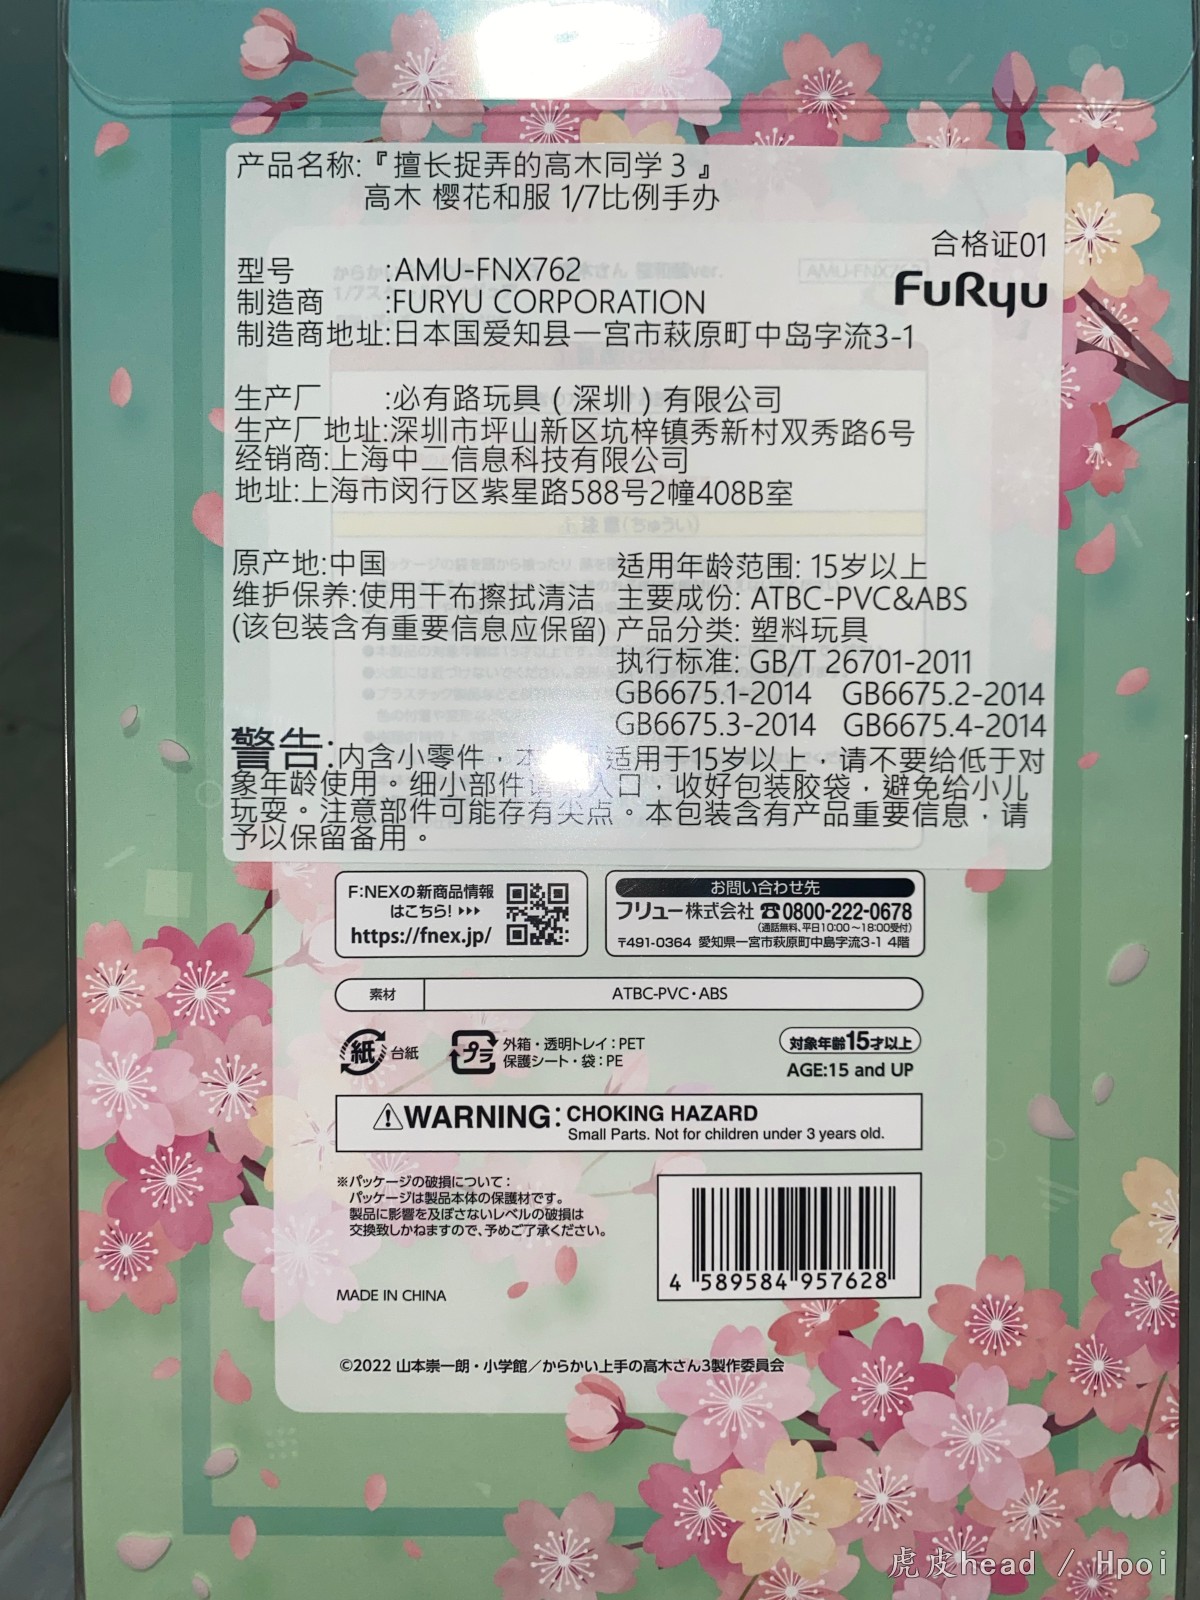 产品名称:『擅长捉弄的高木同学 3 』
高木 樱花和服 1/7比例手办
合格证01
FuRyu
型号 :AMU-FNX762
制造商 :FURYU CORPORATION
制造商地址:日本国爱知县一宫市萩原町中岛字流3-1
生产厂 :必有路玩具（深圳）有限公司
生产厂地址:深圳市坪山新区坑梓镇秀新村双秀路6号
经销商:上海中二信息科技有限公司
地址:上海市闵行区紫星路588号2幢408B室
原产地:中国
维护保养:使用干布擦拭清洁
(该包装含有重要信息应保留)
适用年龄范围: 15岁以上
主要成份: ATBC-PVC&ABS
产品分类: 塑料玩具
执行标准: GB/T 26701-2011
GB6675.1-2014 GB6675.2-2014
GB6675.3-2014 GB6675.4-2014
警告:内含小零件，本 适用于15岁以上，请不要给低于对
象年龄使用。细小部件请 入口，收好包装胶袋，避免给小儿
玩耍。注意部件可能存有尖点。本包装含有产品重要信息，请
予以保留备用。
F:NEXの新商品情報
はこちら!
https://fnex.jp/
お問い合わせ先
フリュー株式会社 ☎0800-222-0678
(通話無料、平日10:00～18:00受付)
〒491-0364 愛知県一宮市萩原町中島字流3-1 4階
素材 ATBC-PVC・ABS
紙 台紙
プラ 外箱・透明トレイ：PET
保護シート・袋：PE
対象年齢15才以上
AGE:15 and UP
⚠WARNING: CHOKING HAZARD
Small Parts. Not for children under 3 years old.
※パッケージの破損について：
パッケージは製品本体の保護材です。
製品に影響を及ぼさないレベルの破損は
交換致しかねますので、予めご了承ください。
4 589584 957628
MADE IN CHINA
©2022 山本崇一朗・小学館／からかい上手の高木さん3製作委員会
虎皮head / Hpoi